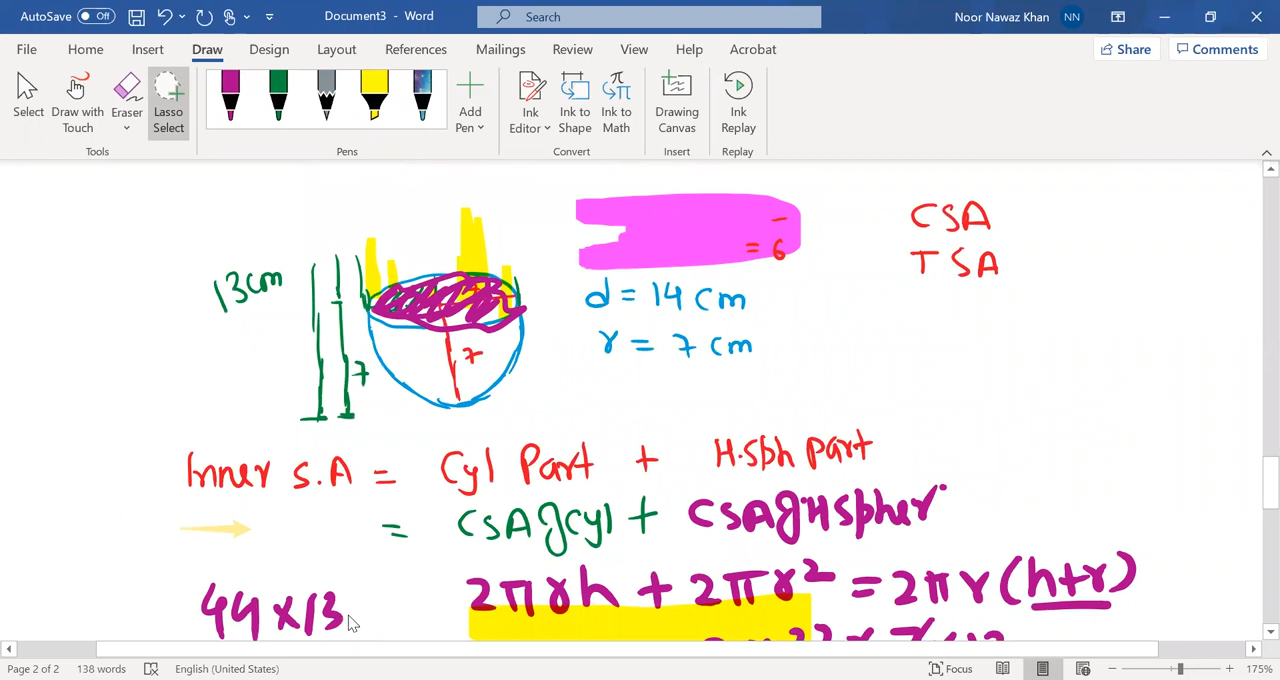 AutoSave Off Document3 - Word Search Noor Nawaz Khan NN
File Home Insert Draw Design Layout References Mailings Review View Help Acrobat Share Comments
Select Draw with Touch Eraser Lasso Select Add Pen Ink Editor Ink to Shape Ink to Math Drawing Canvas Ink Replay
Tools Pens Convert Insert Replay
CSA
= 6
TSA
13cm
d = 14 cm
r = 7 cm
7
7
Inner S.A = Cyl Part + H.Sph part
= CSA of Cyl + CSA of H Spher
2πrh + 2πr² = 2πr(h+r)
44×13
Page 2 of 2 138 words English (United States) Focus 175%